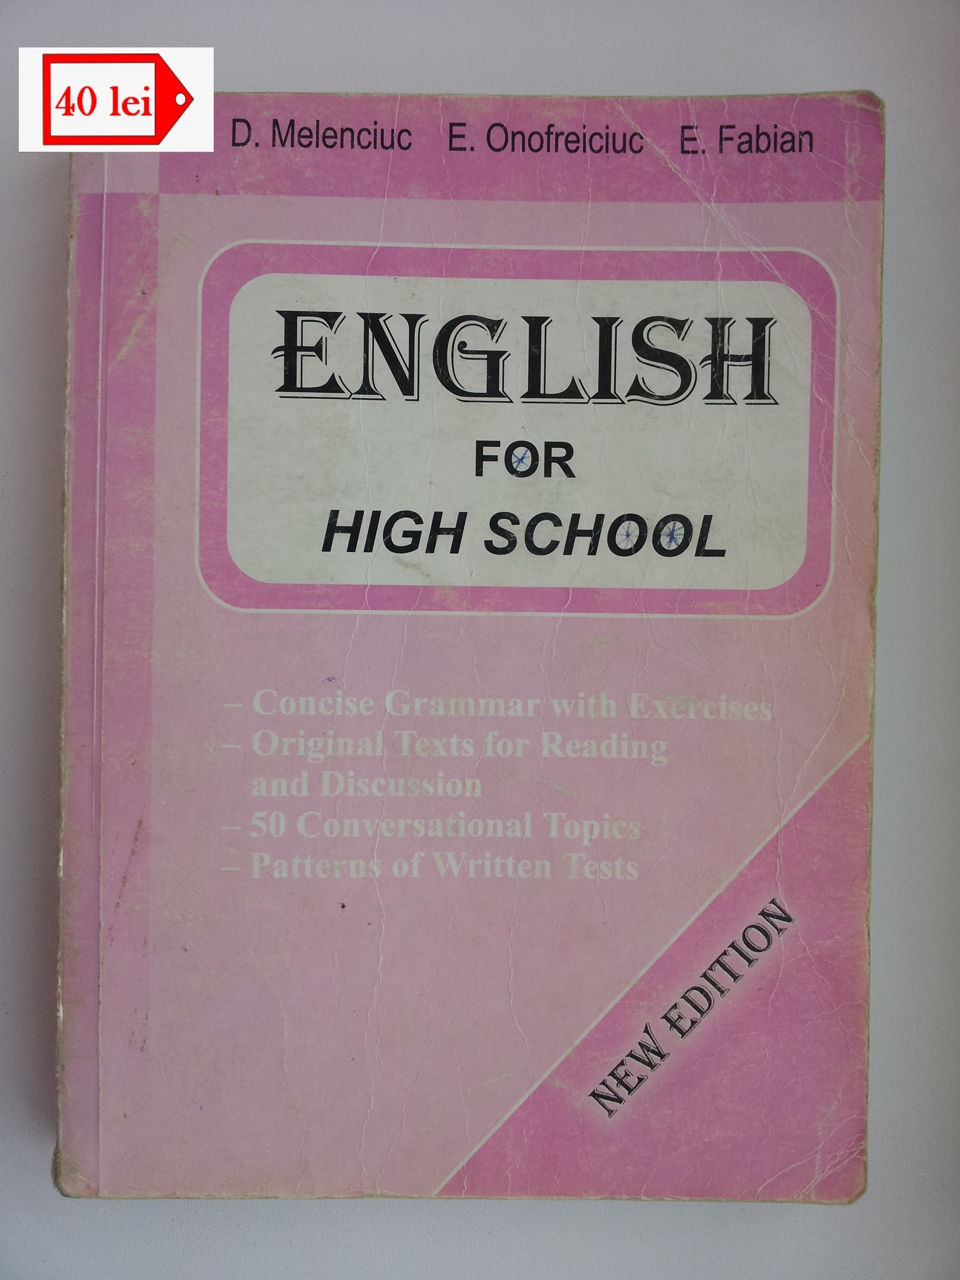 40 lei
D. Melenciuc E. Onofreiciuc E. Fabian
ENGLISH
FOR
HIGH SCHOOL
– Concise Grammar with Exercises
– Original Texts for Reading
and Discussion
– 50 Conversational Topics
– Patterns of Written Tests
NEW EDITION